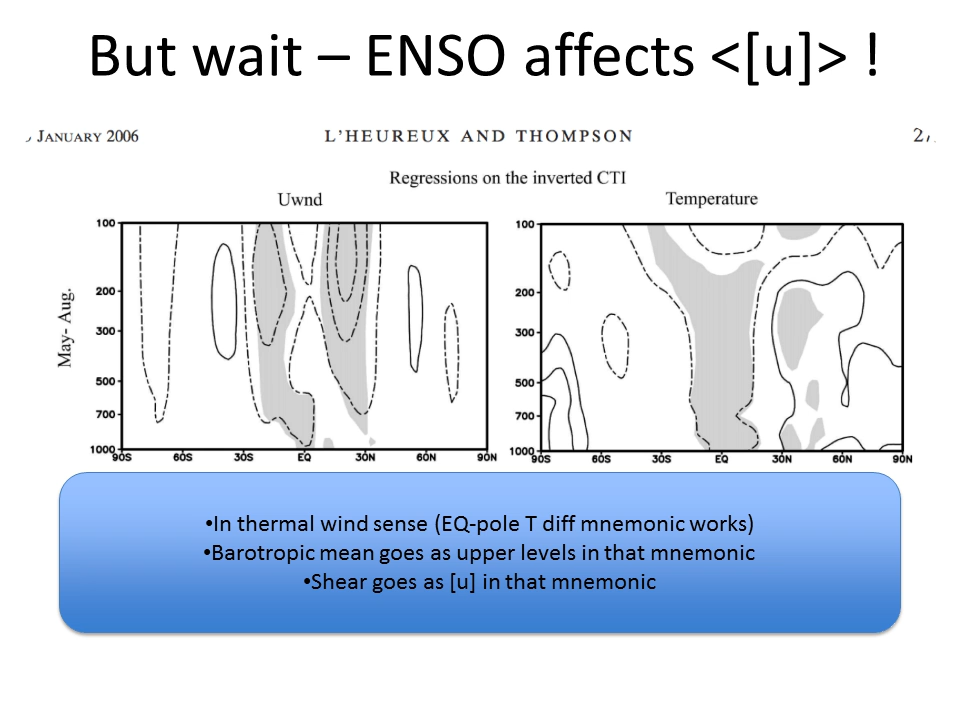 But wait – ENSO affects <[u]> !
JANUARY 2006 L'HEUREUX AND THOMPSON
Regressions on the inverted CTI
Uwnd Temperature
May- Aug.
100
200
300
500
700
1000
90S 60S 30S EQ 30N 60N 90N
100
200
300
500
700
1000
90S 60S 30S EQ 30N 60N 90N
•In thermal wind sense (EQ-pole T diff mnemonic works)
•Barotropic mean goes as upper levels in that mnemonic
•Shear goes as [u] in that mnemonic